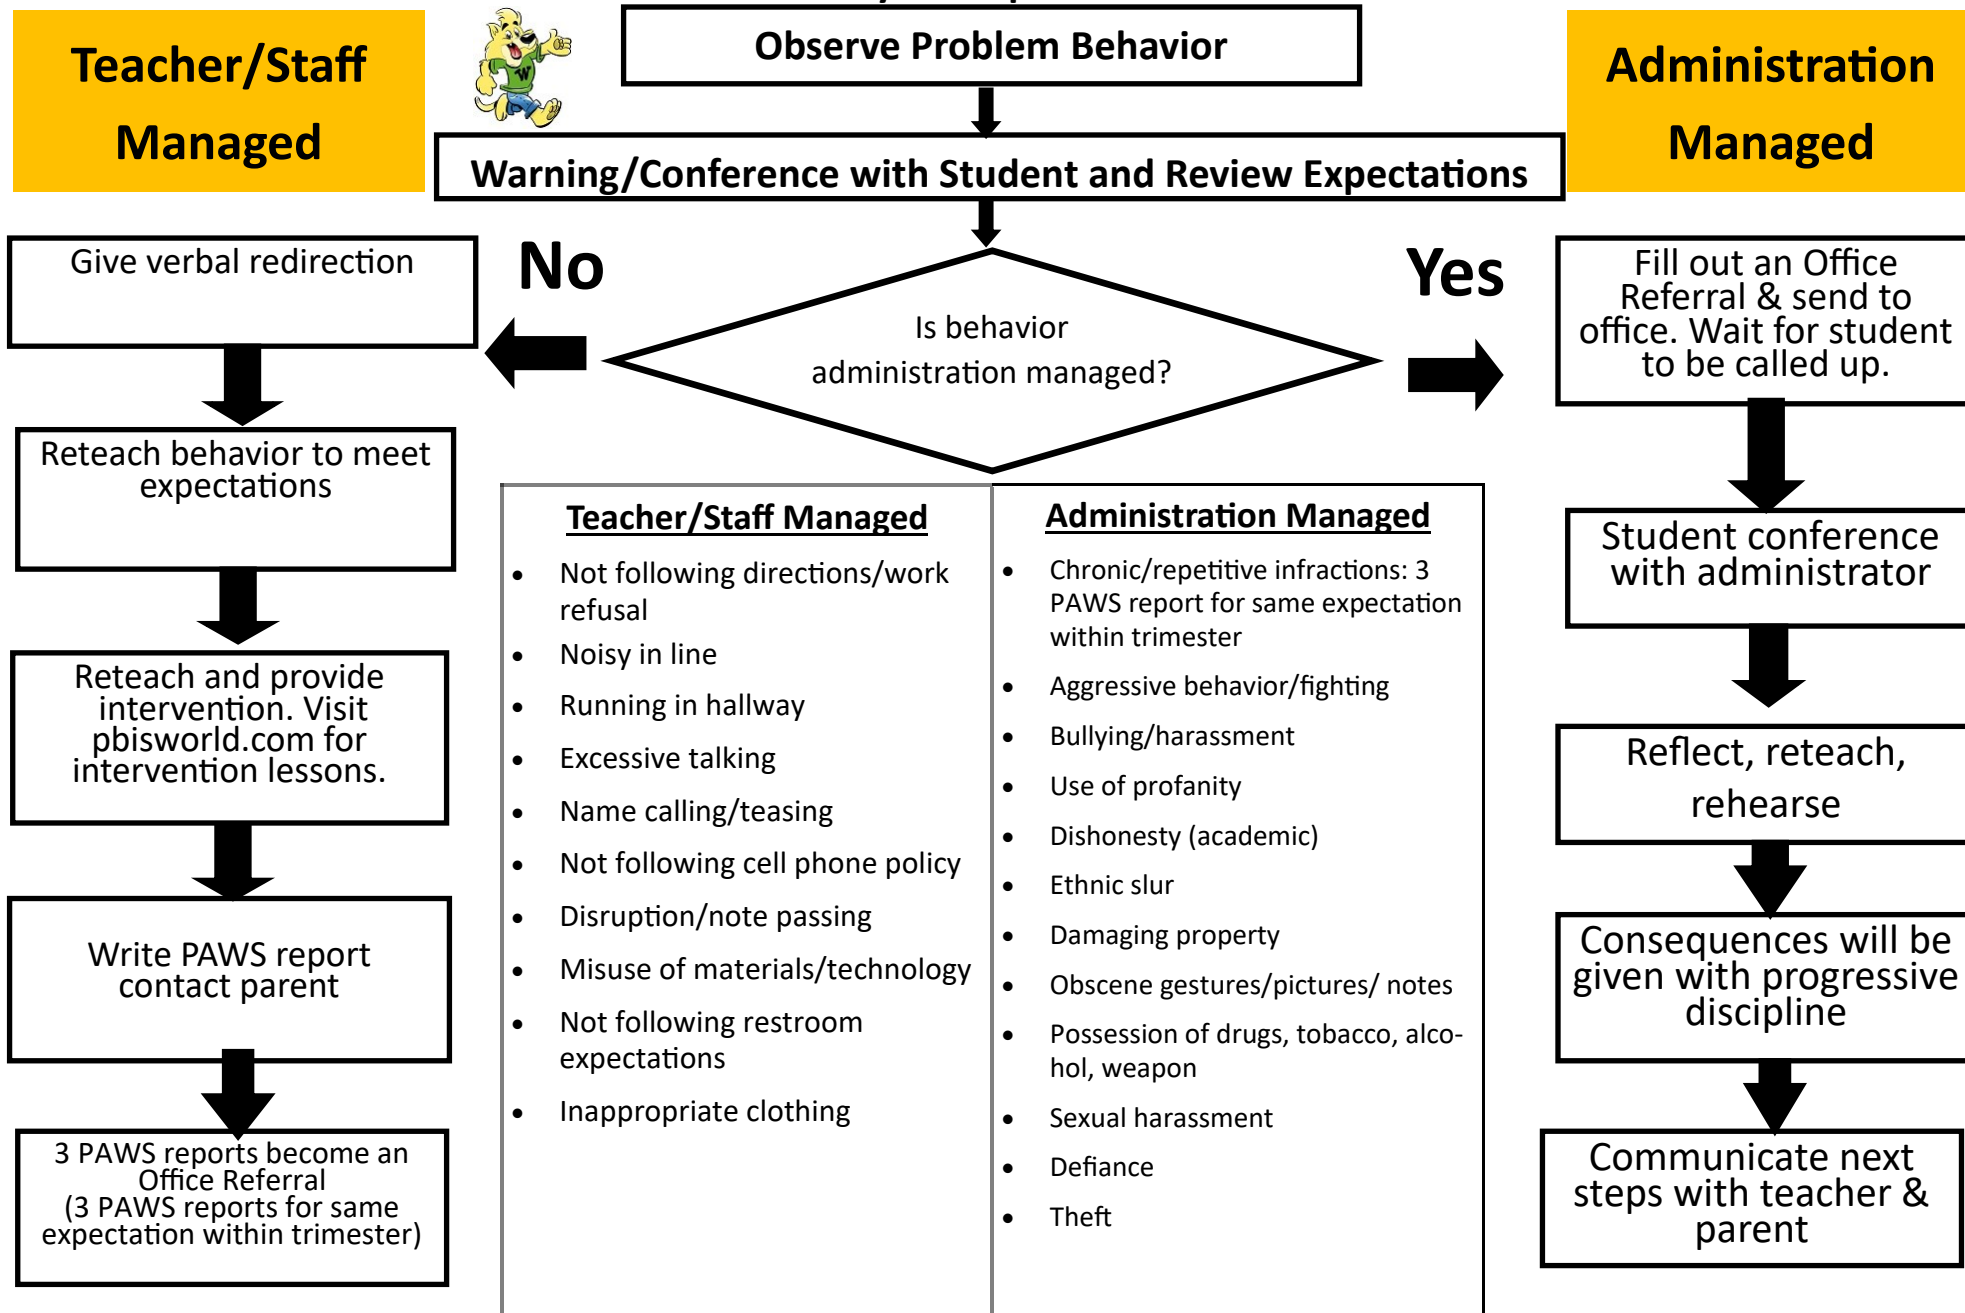 Observe Problem Behavior
Teacher/Staff
Managed
W
Administration
Managed
Warning/Conference with Student and Review Expectations
No
Yes
Is behavior
administration managed?
Give verbal redirection
Reteach behavior to meet
expectations
Reteach and provide
intervention. Visit
pbisworld.com for
intervention lessons.
Write PAWS report
contact parent
3 PAWS reports become an
Office Referral
(3 PAWS reports for same
expectation within trimester)
Teacher/Staff Managed
• Not following directions/work
refusal
• Noisy in line
• Running in hallway
• Excessive talking
• Name calling/teasing
• Not following cell phone policy
• Disruption/note passing
• Misuse of materials/technology
• Not following restroom
expectations
• Inappropriate clothing
Administration Managed
• Chronic/repetitive infractions: 3
PAWS report for same expectation
within trimester
• Aggressive behavior/fighting
• Bullying/harassment
• Use of profanity
• Dishonesty (academic)
• Ethnic slur
• Damaging property
• Obscene gestures/pictures/ notes
• Possession of drugs, tobacco, alco-
hol, weapon
• Sexual harassment
• Defiance
• Theft
Fill out an Office
Referral & send to
office. Wait for student
to be called up.
Student conference
with administrator
Reflect, reteach,
rehearse
Consequences will be
given with progressive
discipline
Communicate next
steps with teacher &
parent